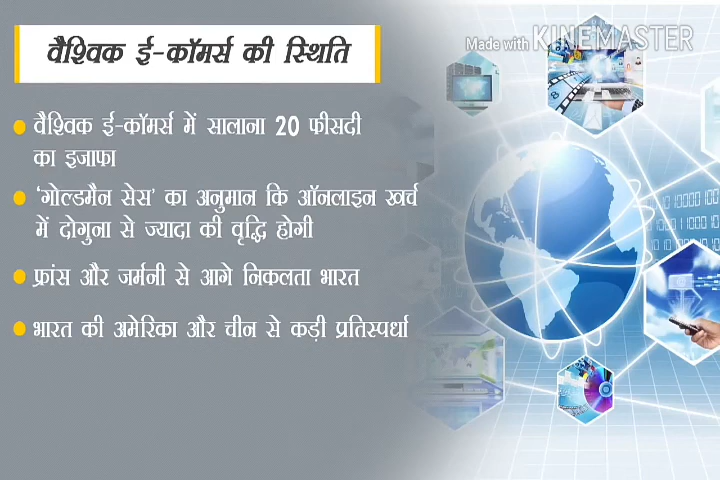 Made with KINEMASTER
वैश्विक ई-कॉमर्स की स्थिति
वैश्विक ई-कॉमर्स में सालाना 20 फीसदी
का इजाफा
'गोल्डमैन सेस' का अनुमान कि ऑनलाइन खर्च
में दोगुना से ज्यादा की वृद्धि होगी
फ्रांस और जर्मनी से आगे निकलता भारत
भारत की अमेरिका और चीन से कड़ी प्रतिस्पर्धा